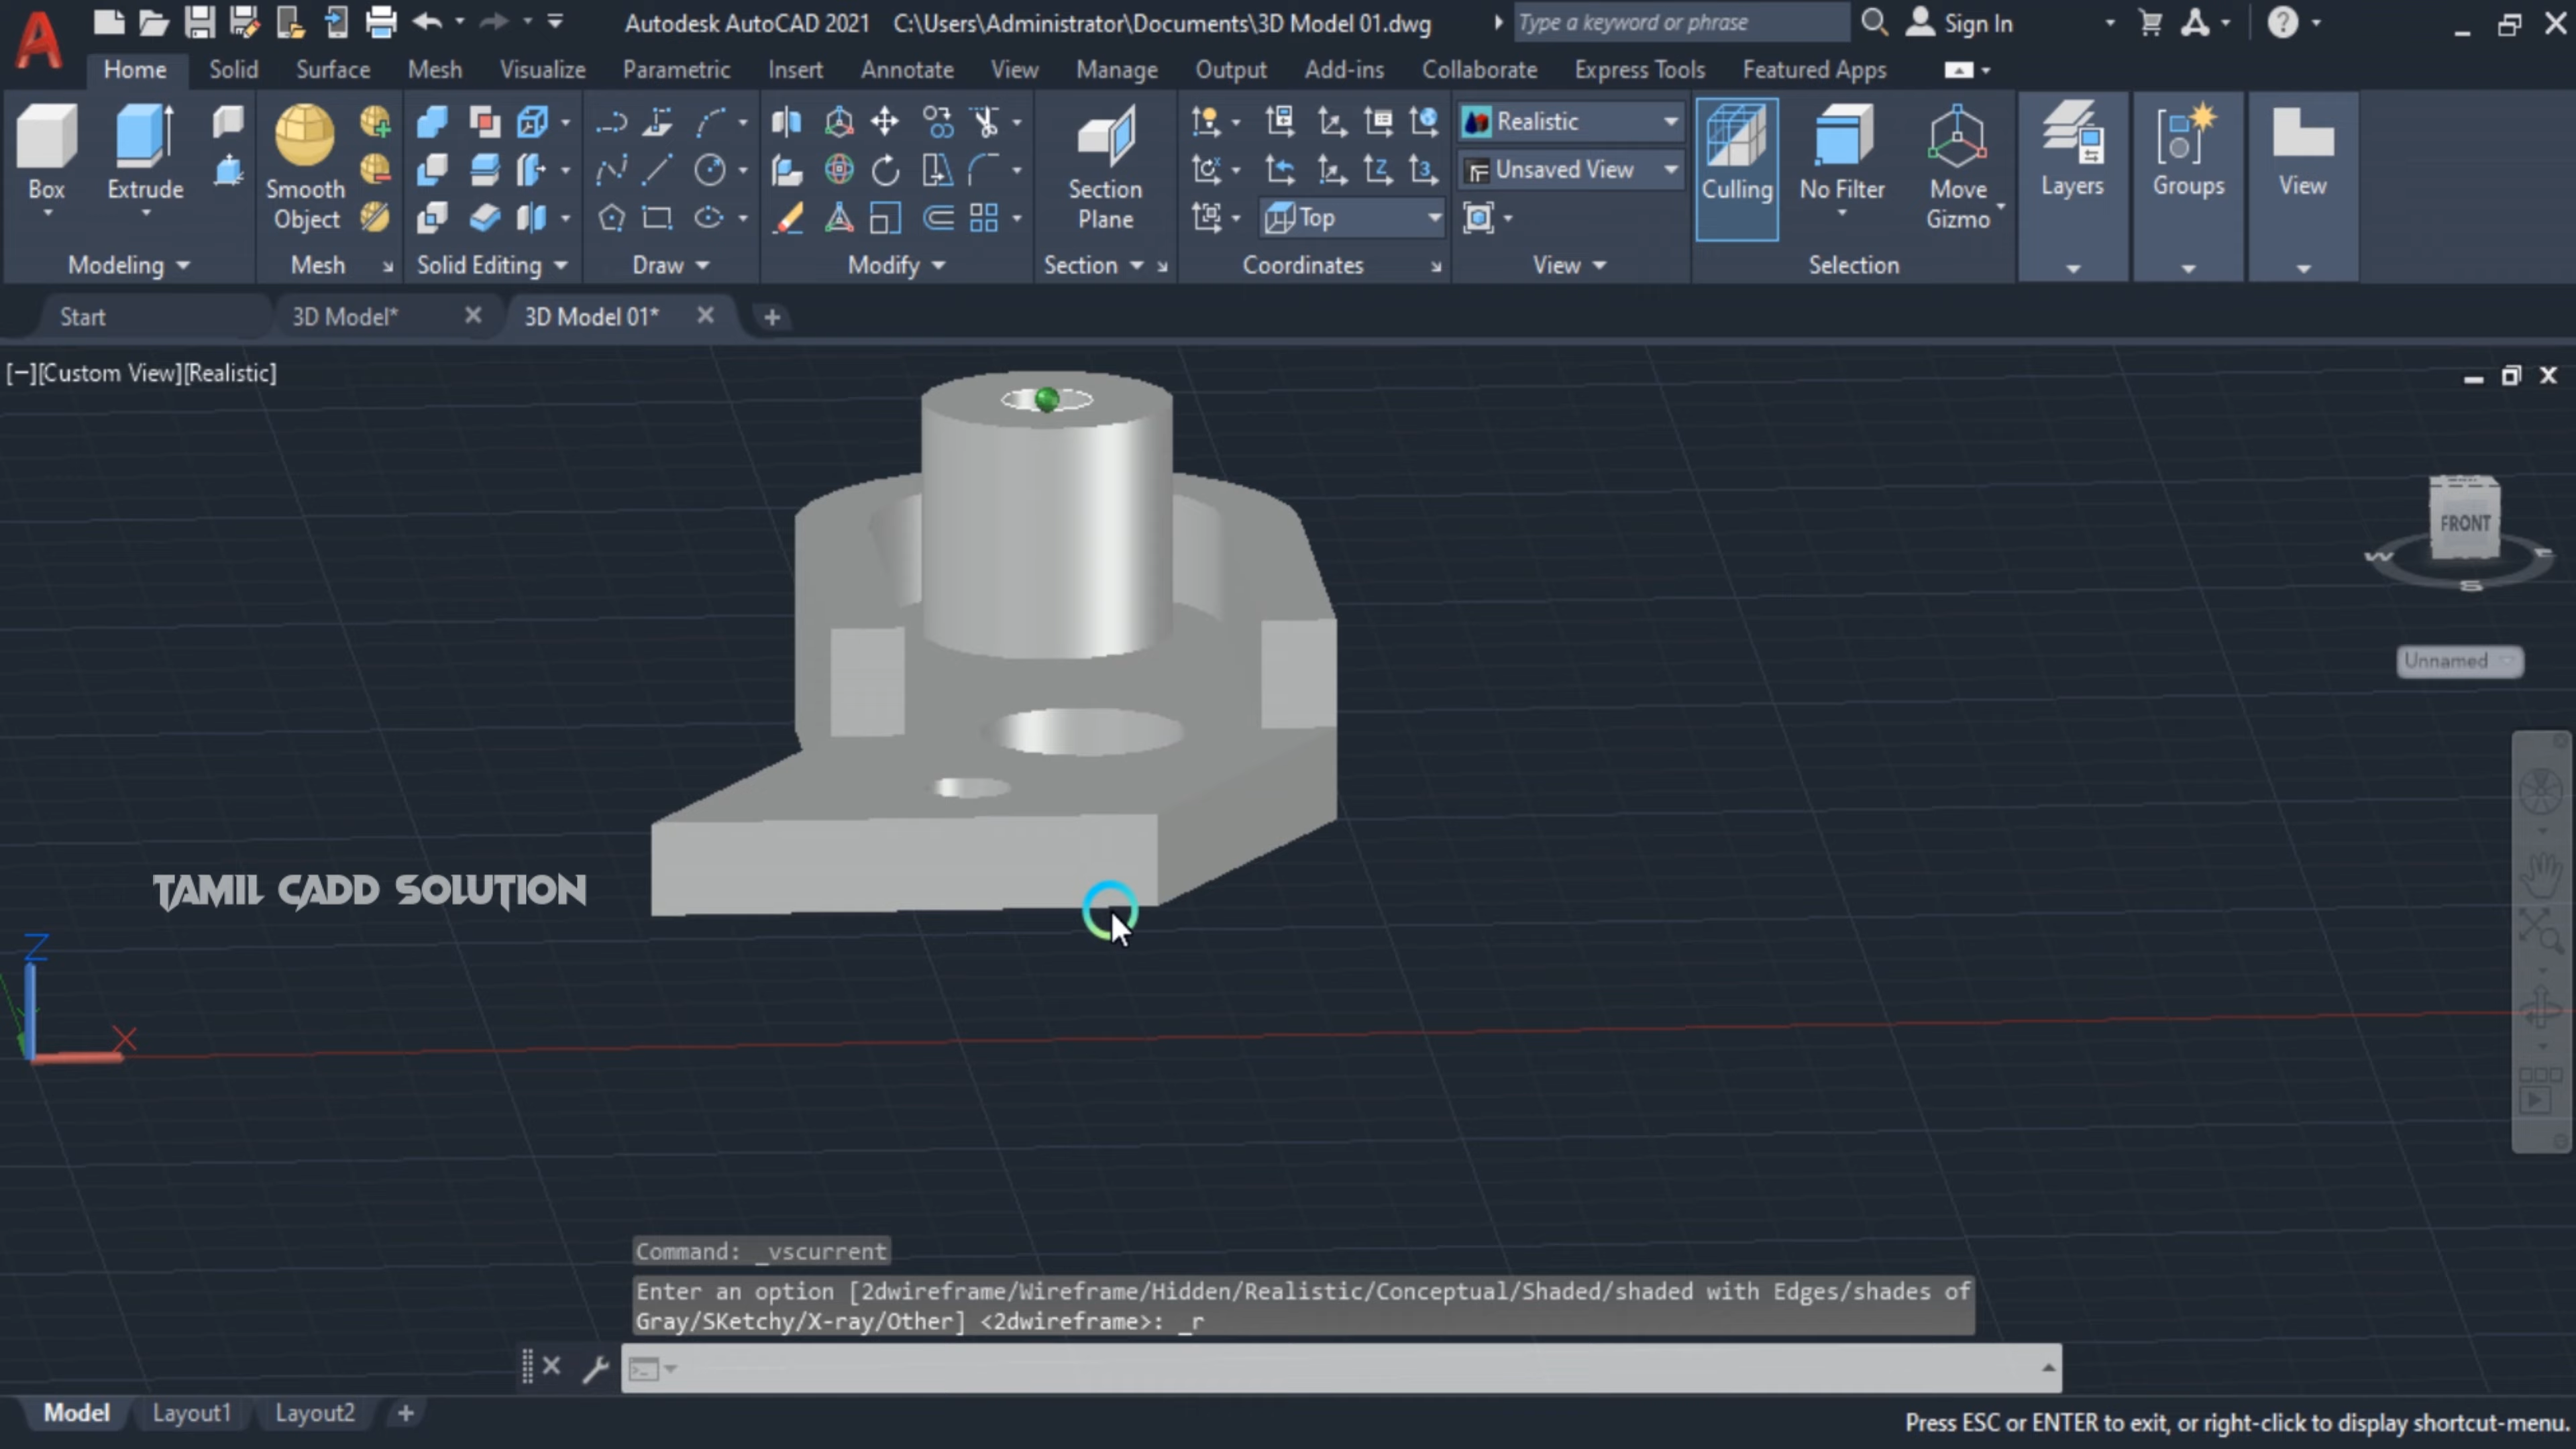 Autodesk AutoCAD 2021 C:\Users\Administrator\Documents\3D Model 01.dwg
Type a keyword or phrase
Sign In
Home Solid Surface Mesh Visualize Parametric Insert Annotate View Manage Output Add-ins Collaborate Express Tools Featured Apps
Box
Extrude
Smooth Object
Section Plane
Realistic
Unsaved View
Top
Culling
No Filter
Move Gizmo
Layers
Groups
View
Modeling Mesh Solid Editing Draw Modify Section Coordinates View Selection
Start 3D Model* 3D Model 01*
[−][Custom View][Realistic]
FRONT
W
S
Unnamed
TAMIL CADD SOLUTION
Z
X
Command: _vscurrent
Enter an option [2dwireframe/Wireframe/Hidden/Realistic/Conceptual/Shaded/shaded with Edges/shades of
Gray/SKetchy/X-ray/Other] <2dwireframe>: _r
Model Layout1 Layout2
Press ESC or ENTER to exit, or right-click to display shortcut-menu.